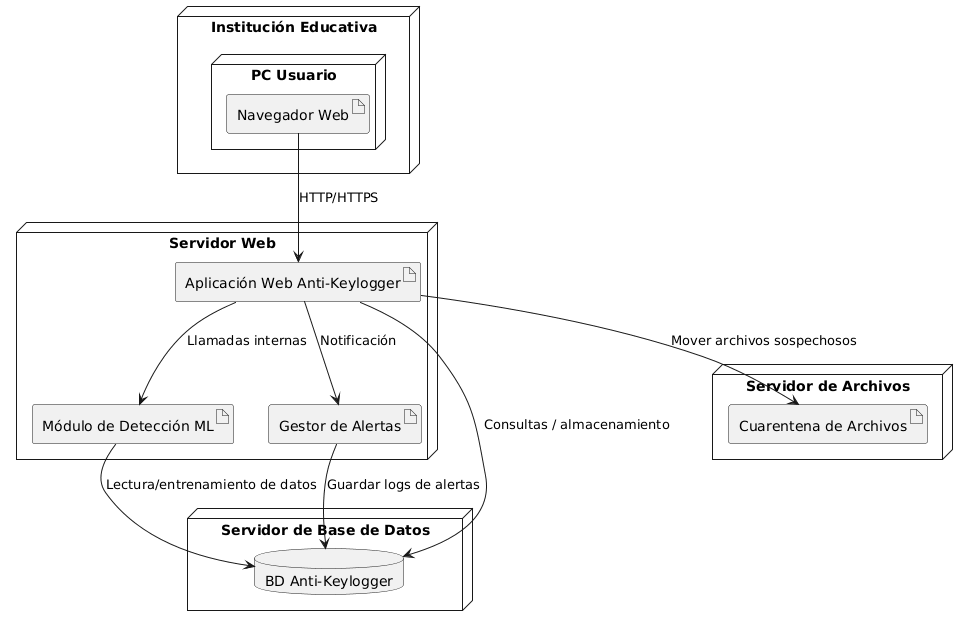 Institución Educativa
PC Usuario
Navegador Web
HTTP/HTTPS
Servidor Web
Aplicación Web Anti-Keylogger
Llamadas internas
Notificación
Mover archivos sospechosos
Servidor de Archivos
Módulo de Detección ML
Gestor de Alertas
Consultas / almacenamiento
Cuarentena de Archivos
Lectura/entrenamiento de datos
Guardar logs de alertas
Servidor de Base de Datos
BD Anti-Keylogger